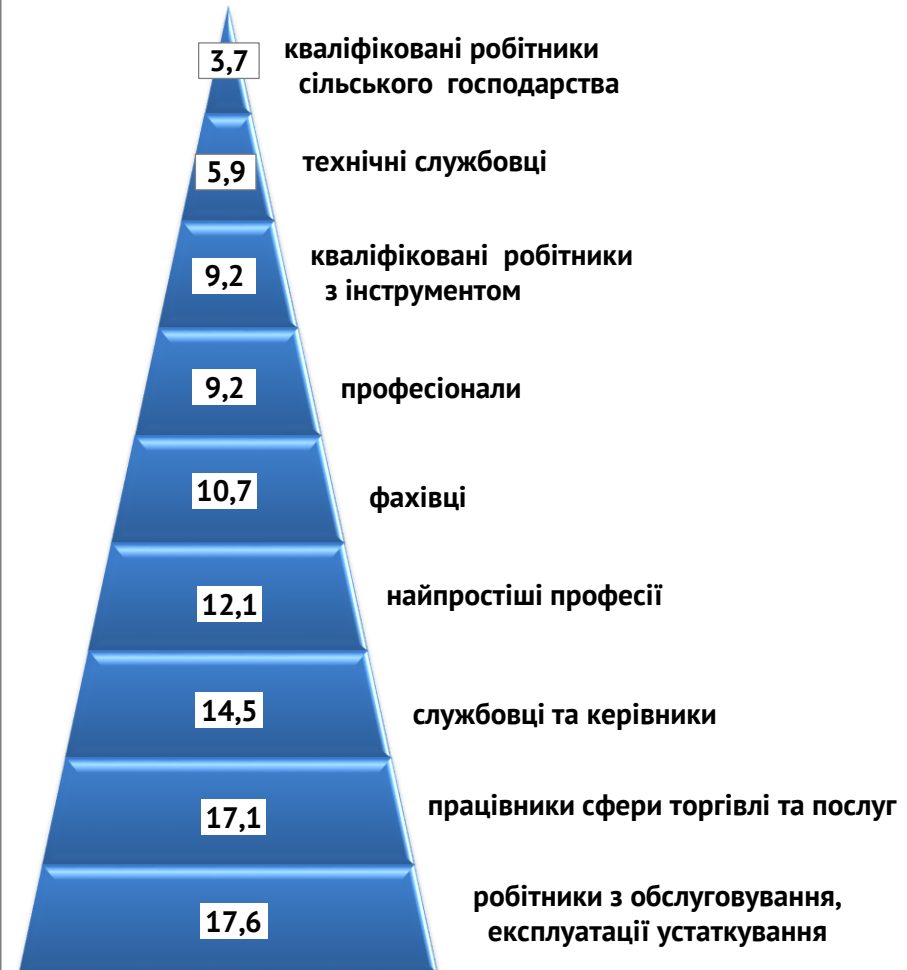 3,7
кваліфіковані робітники
сільського господарства
5,9
технічні службовці
9,2
кваліфіковані робітники
з інструментом
9,2
професіонали
10,7
фахівці
12,1
найпростіші професії
14,5
службовці та керівники
17,1
працівники сфери торгівлі та послуг
17,6
робітники з обслуговування,
експлуатації устаткування